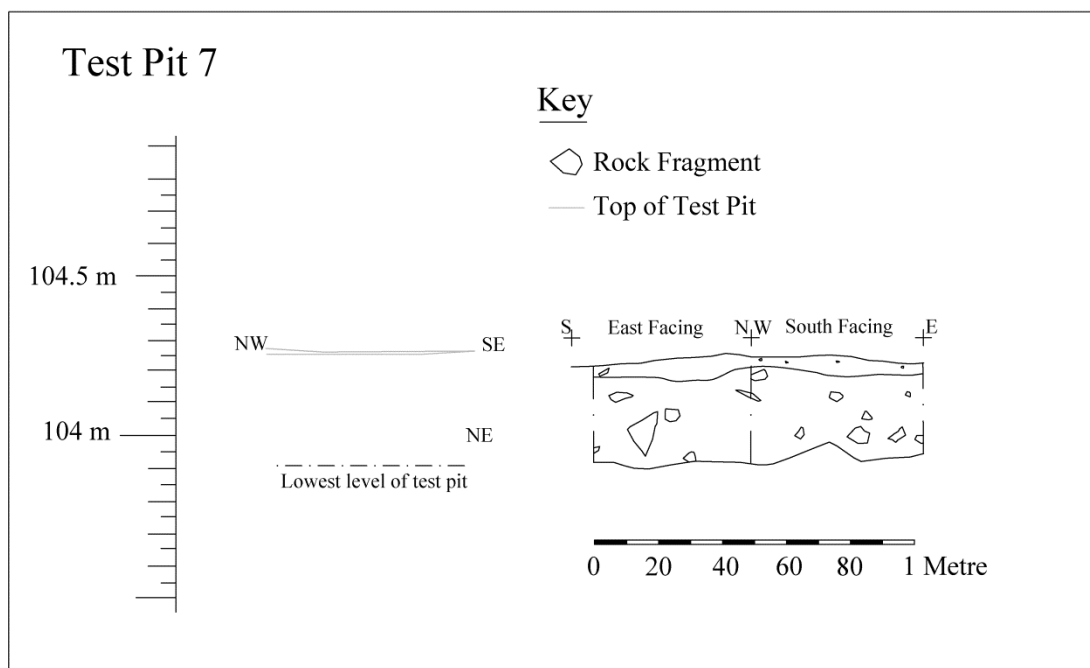 Test Pit 7
Key
Rock Fragment
Top of Test Pit
104.5 m
S East Facing N W South Facing E
NW SE
104 m
NE
Lowest level of test pit
0 20 40 60 80 1 Metre